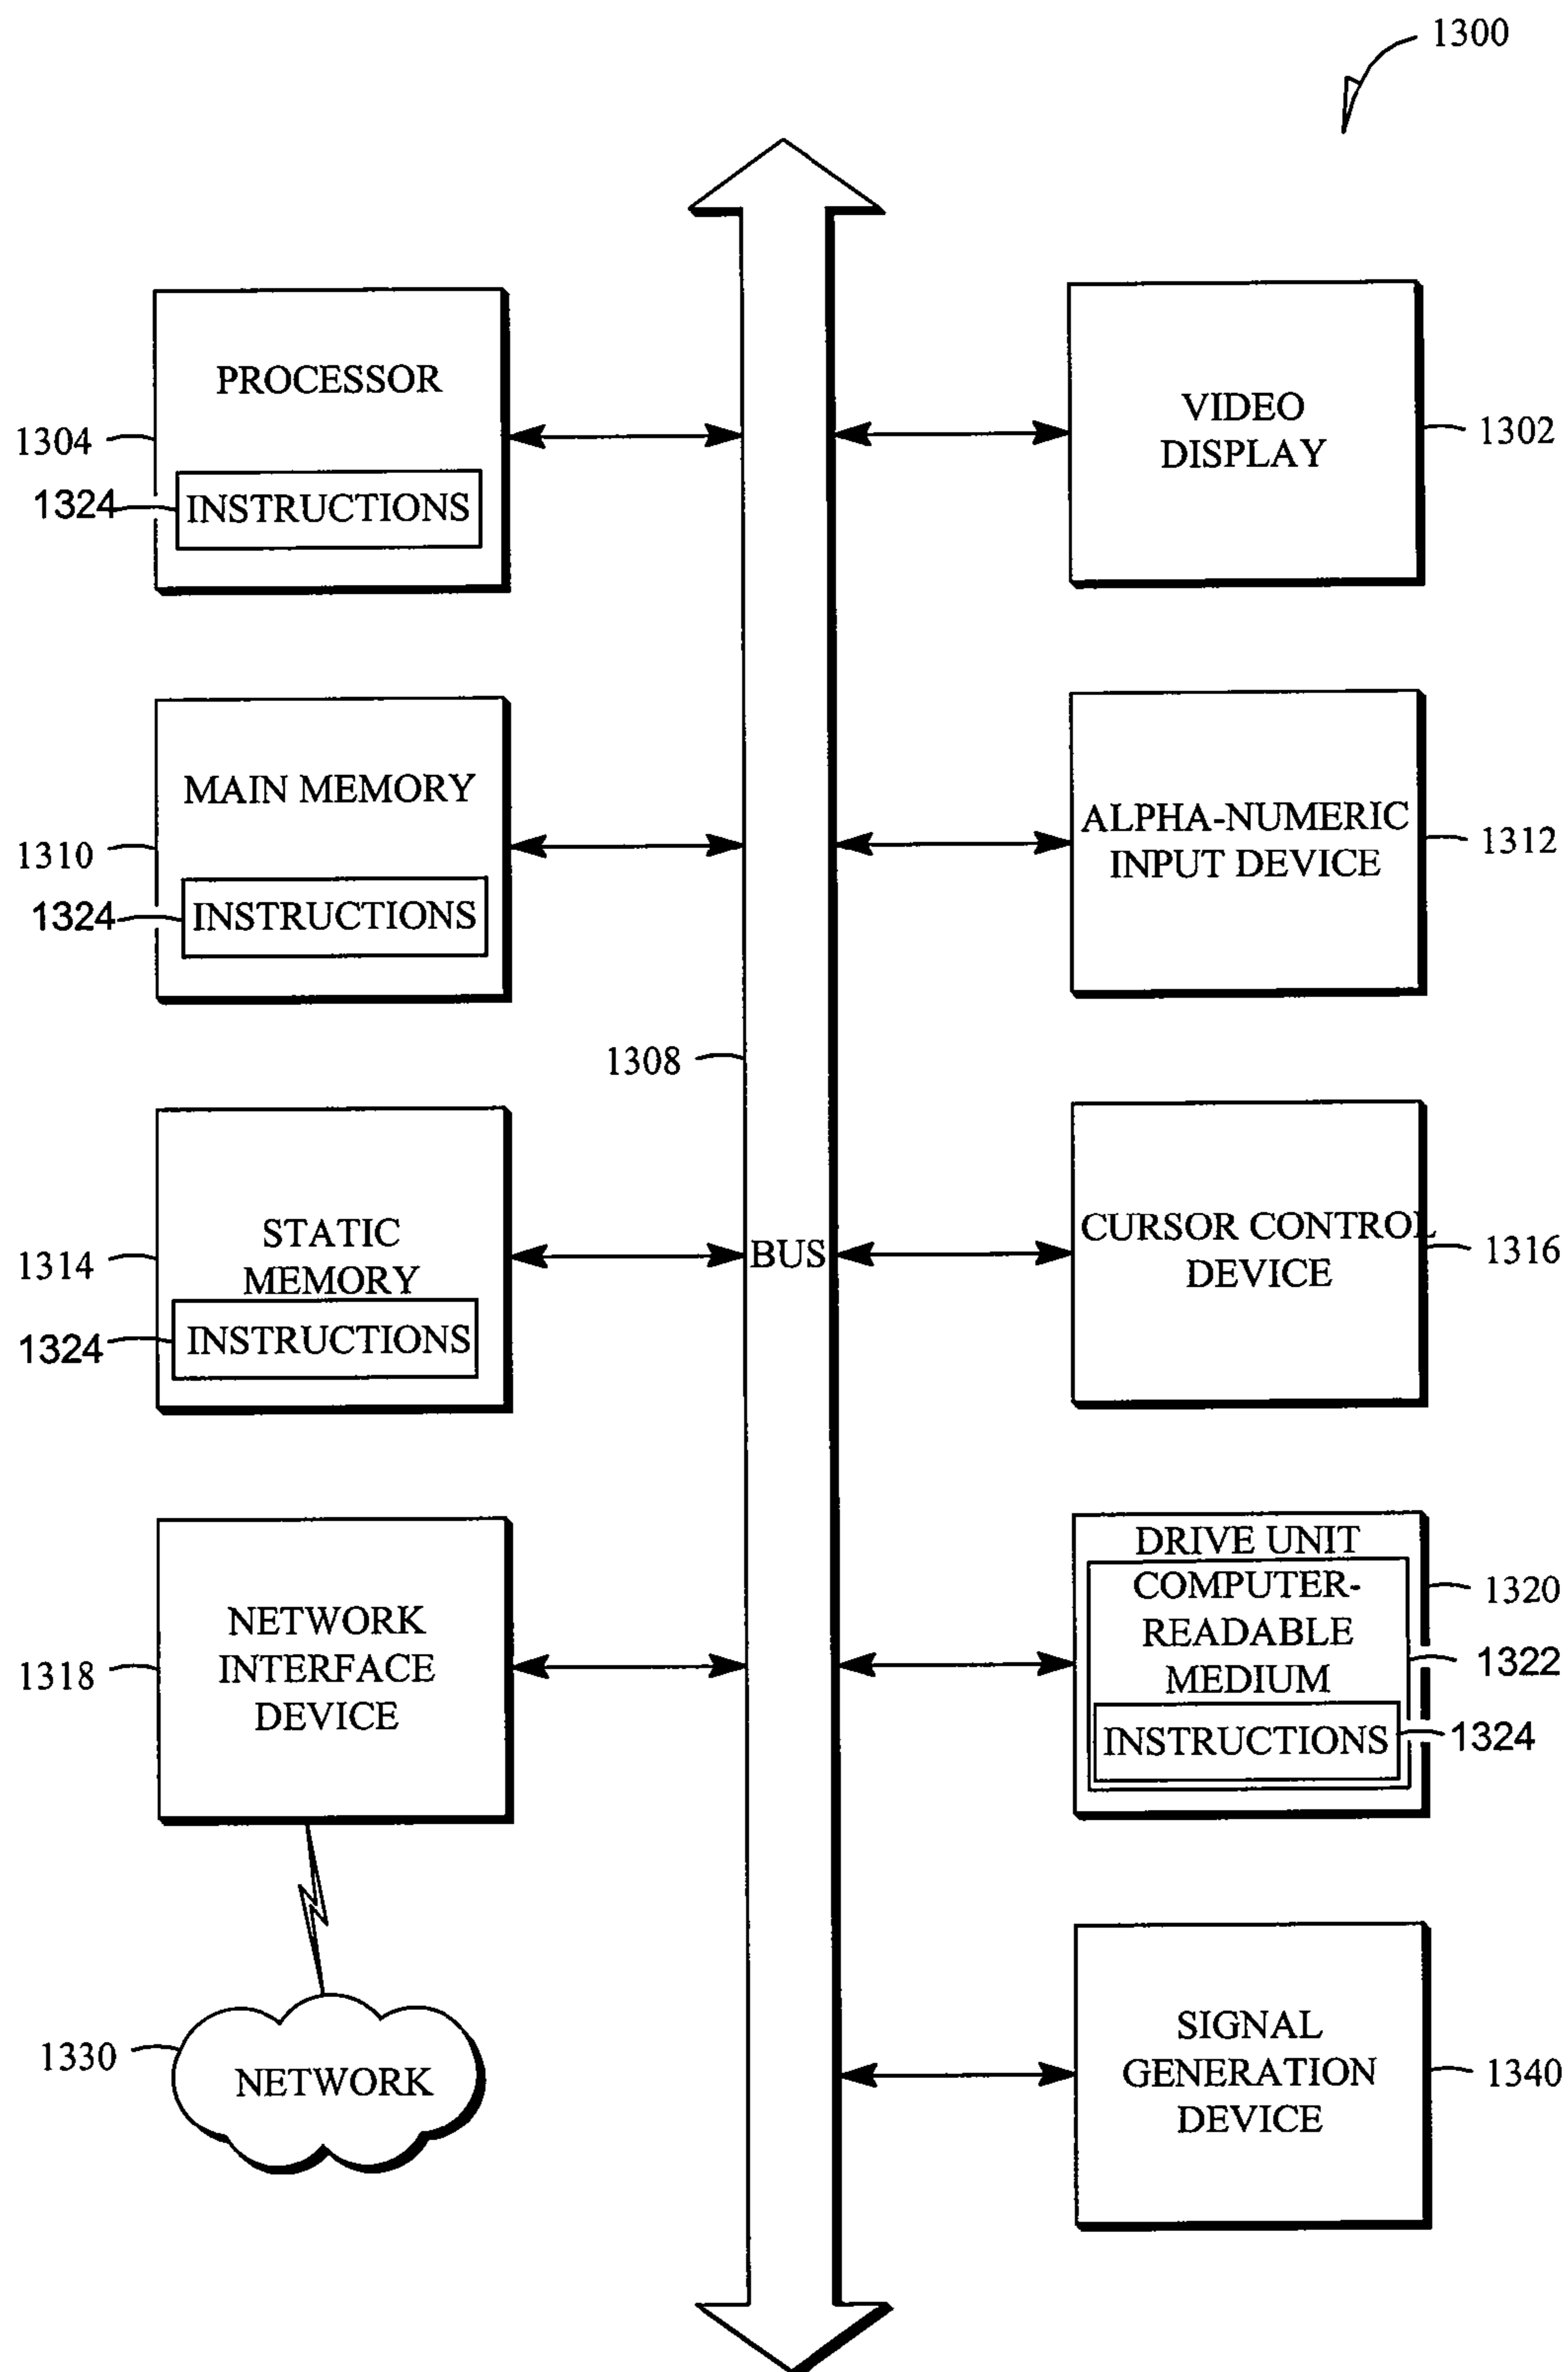 1300
PROCESSOR
1304
1324
INSTRUCTIONS
VIDEO
DISPLAY
1302
MAIN MEMORY
1310
1324
INSTRUCTIONS
ALPHA-NUMERIC
INPUT DEVICE
1312
1308
STATIC
MEMORY
1314
1324
INSTRUCTIONS
BUS
CURSOR CONTROL
DEVICE
1316
NETWORK
INTERFACE
DEVICE
1318
DRIVE UNIT
1320
COMPUTER-
READABLE
MEDIUM
1322
INSTRUCTIONS
1324
1330
NETWORK
SIGNAL
GENERATION
DEVICE
1340